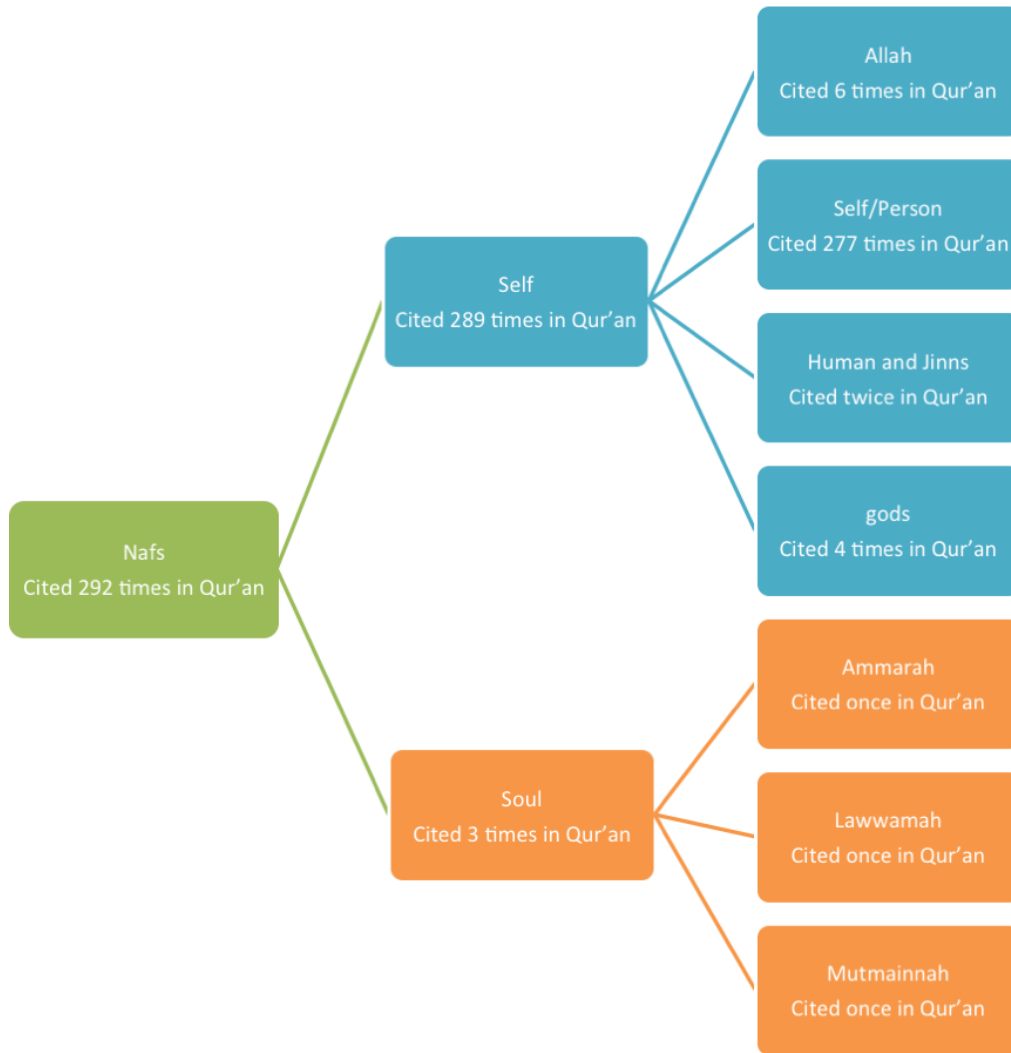 Nafs
Cited 292 times in Qur’an
Self
Cited 289 times in Qur’an
Allah
Cited 6 times in Qur’an
Self/Person
Cited 277 times in Qur’an
Human and Jinns
Cited twice in Qur’an
gods
Cited 4 times in Qur’an
Soul
Cited 3 times in Qur’an
Ammarah
Cited once in Qur’an
Lawwamah
Cited once in Qur’an
Mutmainnah
Cited once in Qur’an